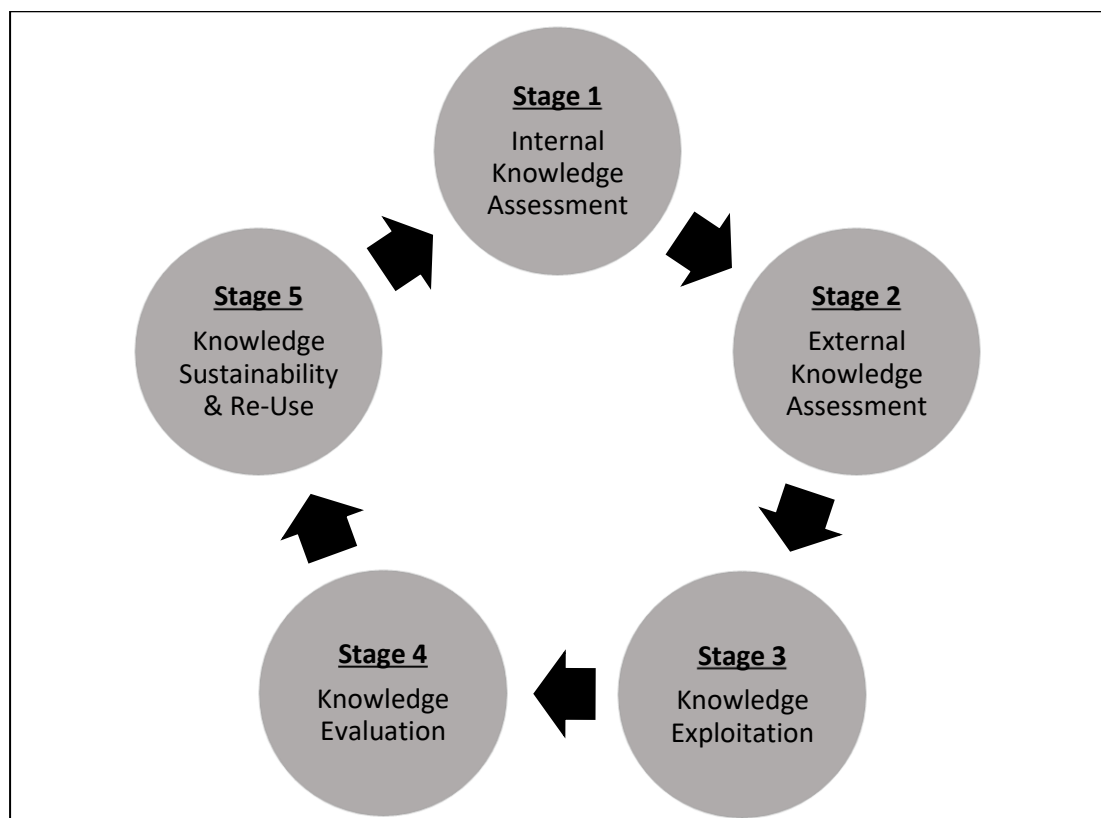 Stage 1
Internal
Knowledge
Assessment
Stage 2
External
Knowledge
Assessment
Stage 3
Knowledge
Exploitation
Stage 4
Knowledge
Evaluation
Stage 5
Knowledge
Sustainability
& Re-Use